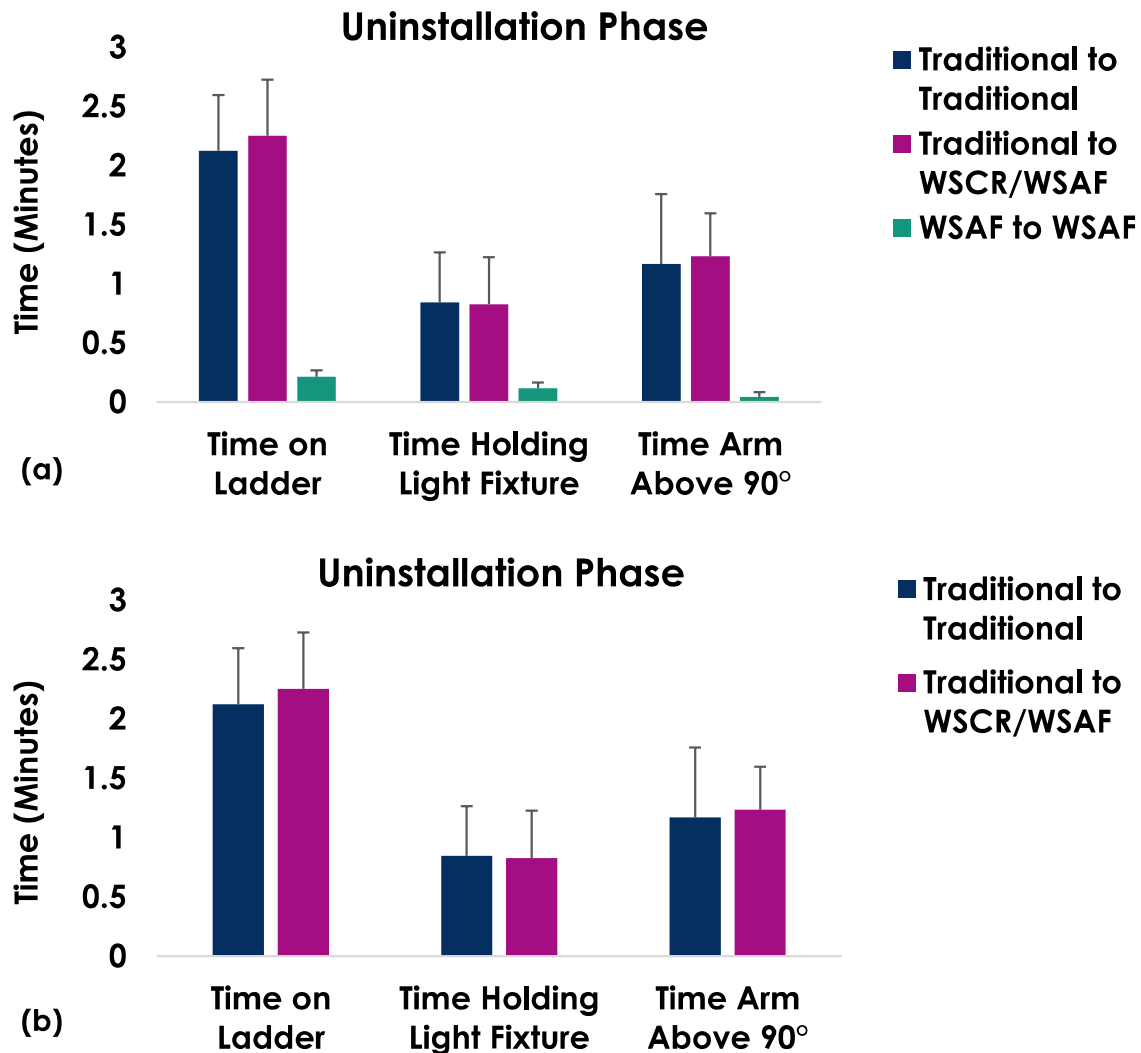 Uninstallation Phase
3
2.5
2
1.5
1
0.5
0
Time (Minutes)
Time on
Ladder
Time Holding
Light Fixture
Time Arm
Above 90°
Traditional to
Traditional
Traditional to
WSCR/WSAF
WSAF to WSAF
(a)
Uninstallation Phase
3
2.5
2
1.5
1
0.5
0
Time (Minutes)
Time on
Ladder
Time Holding
Light Fixture
Time Arm
Above 90°
Traditional to
Traditional
Traditional to
WSCR/WSAF
(b)